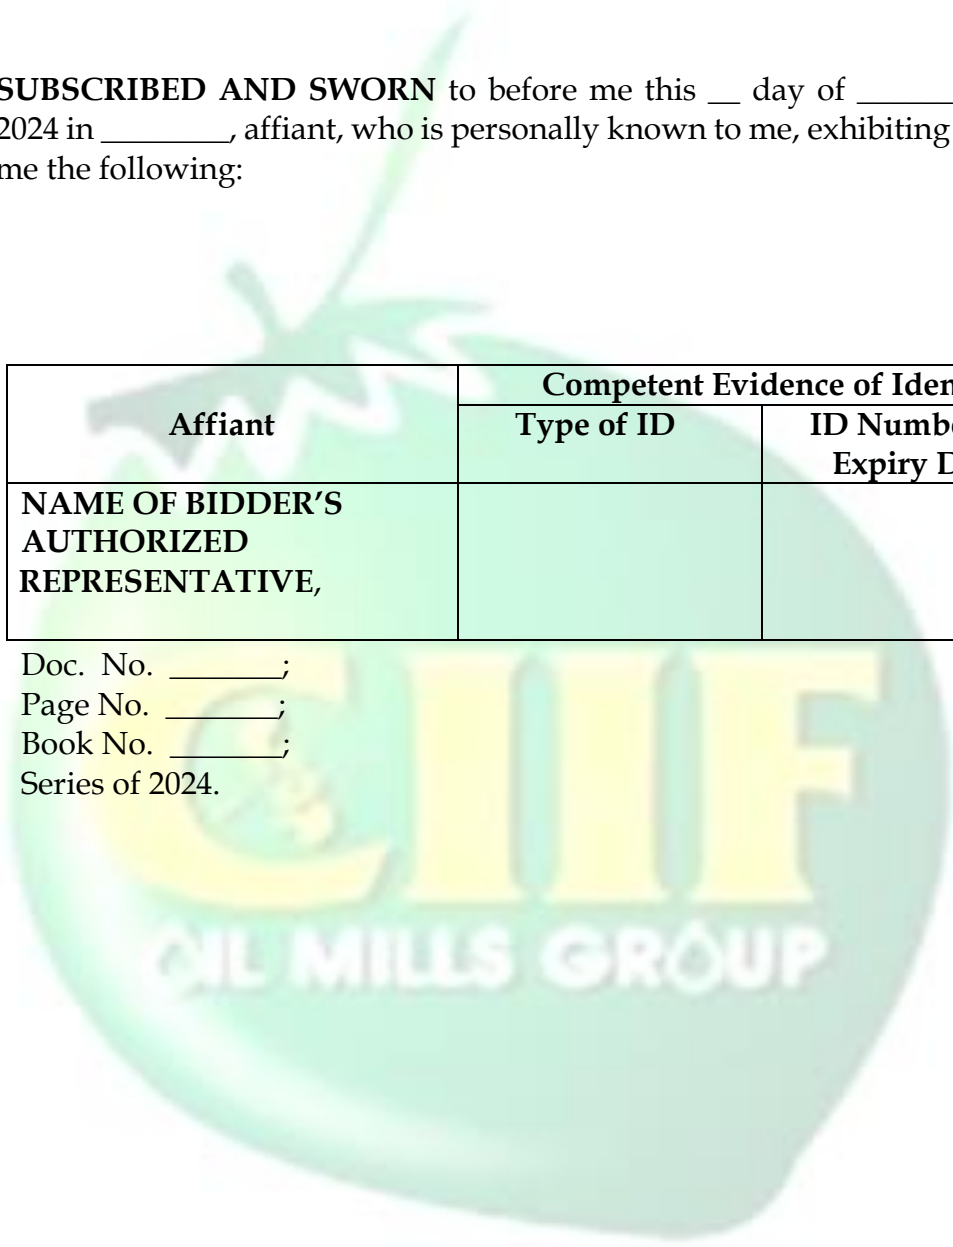 SUBSCRIBED AND SWORN to before me this __ day of ______
2024 in ________, affiant, who is personally known to me, exhibiting
me the following:
Affiant
Competent Evidence of Iden
Type of ID
ID Numb
Expiry D
NAME OF BIDDER’S
AUTHORIZED
REPRESENTATIVE,
Doc. No. _______;
Page No. _______;
Book No. _______;
Series of 2024.
CIIF
OIL MILLS GROUP